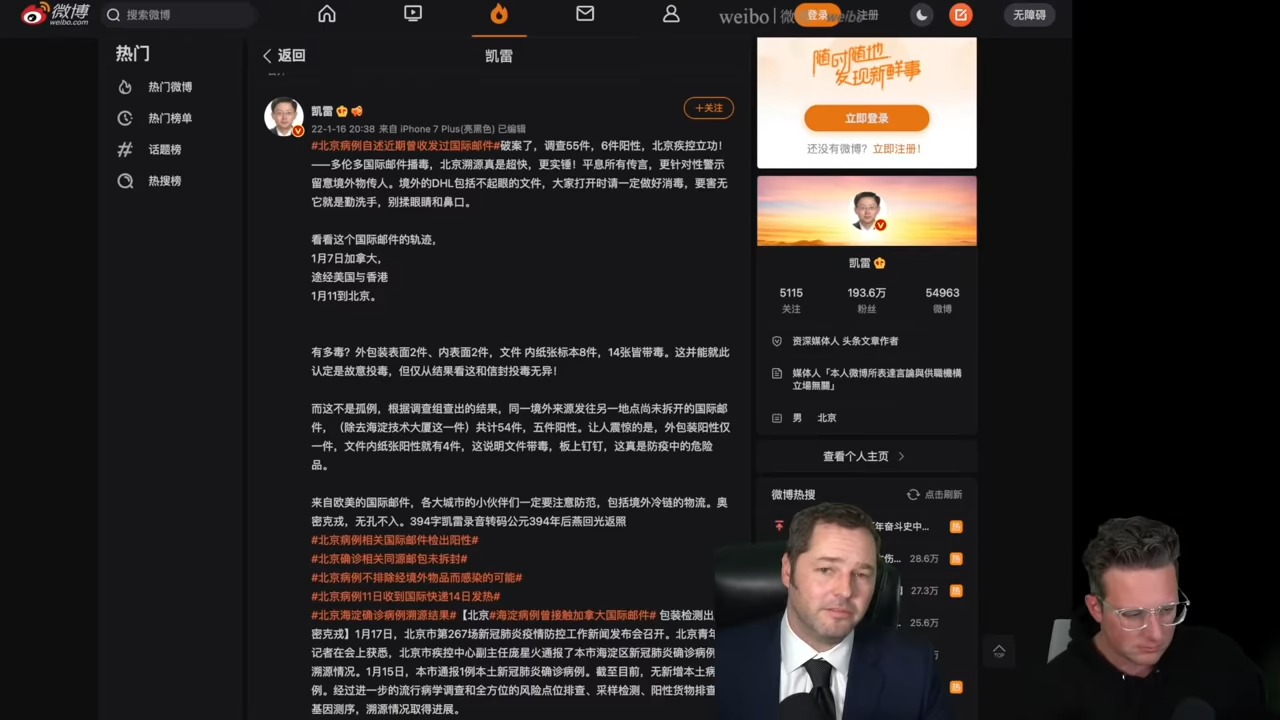 微博
weibo.com
搜索微博
weibo
登录
注册
无障碍
热门
热门微博
热门榜单
话题榜
热搜榜
返回
凯雷
凯雷
+关注
22-1-16 20:38 来自 iPhone 7 Plus(亮黑色) 已编辑
#北京病例自述近期曾收发过国际邮件#破案了，调查55件，6件阳性，北京疾控立功！
——多伦多国际邮件播毒，北京溯源真是超快，更实锤！平息所有传言，更针对性警示
留意境外物传人。境外的DHL包括不起眼的文件，大家打开时请一定做好消毒，要害无
它就是勤洗手，别揉眼睛和鼻口。
看看这个国际邮件的轨迹，
1月7日加拿大，
途经美国与香港
1月11到北京。
有多毒？外包装表面2件、内表面2件，文件 内纸张标本8件，14张皆带毒。这并能就此
认定是故意投毒，但仅从结果看这和信封投毒无异！
而这不是孤例，根据调查组查出的结果，同一境外来源发往另一地点尚未拆开的国际邮
件，（除去海淀技术大厦这一件）共计54件，五件阳性。让人震惊的是，外包装阳性仅
一件，文件内纸张阳性就有4件，这说明文件带毒，板上钉钉，这真是防疫中的危险
品。
来自欧美的国际邮件，各大城市的小伙伴们一定要注意防范，包括境外冷链的物流。奥
密克戎，无孔不入。394字凯雷录音转码公元394年后燕回光返照
#北京病例相关国际邮件检出阳性#
#北京确诊相关同源邮包未拆封#
#北京病例不排除经境外物品而感染的可能#
#北京病例11日收到国际快递14日发热#
#北京海淀确诊病例溯源结果#【北京#海淀病例曾接触加拿大国际邮件# 包装检测出
密克戎】1月17日，北京市第267场新冠肺炎疫情防控工作新闻发布会召开。北京青年
记者在会上获悉，北京市疾控中心副主任庞星火通报了本市海淀区新冠肺炎确诊病例
溯源情况。1月15日，本市通报1例本土新冠肺炎确诊病例。截至目前，无新增本土病
例。经过进一步的流行病学调查和全方位的风险点位排查、采样检测、阳性货物排查
基因测序，溯源情况取得进展。
随时随地
发现新鲜事
立即登录
还没有微博？立即注册！
凯雷
5115 193.6万 54963
关注 粉丝 微博
资深媒体人 头条文章作者
媒体人「本人微博所表達言論與供職機構
立場無關」
男 北京
查看个人主页
微博热搜
点击刷新
年奋斗史中... 热
伤... 28.6万 热
27.3万 热
25.6万
万
热
TOP